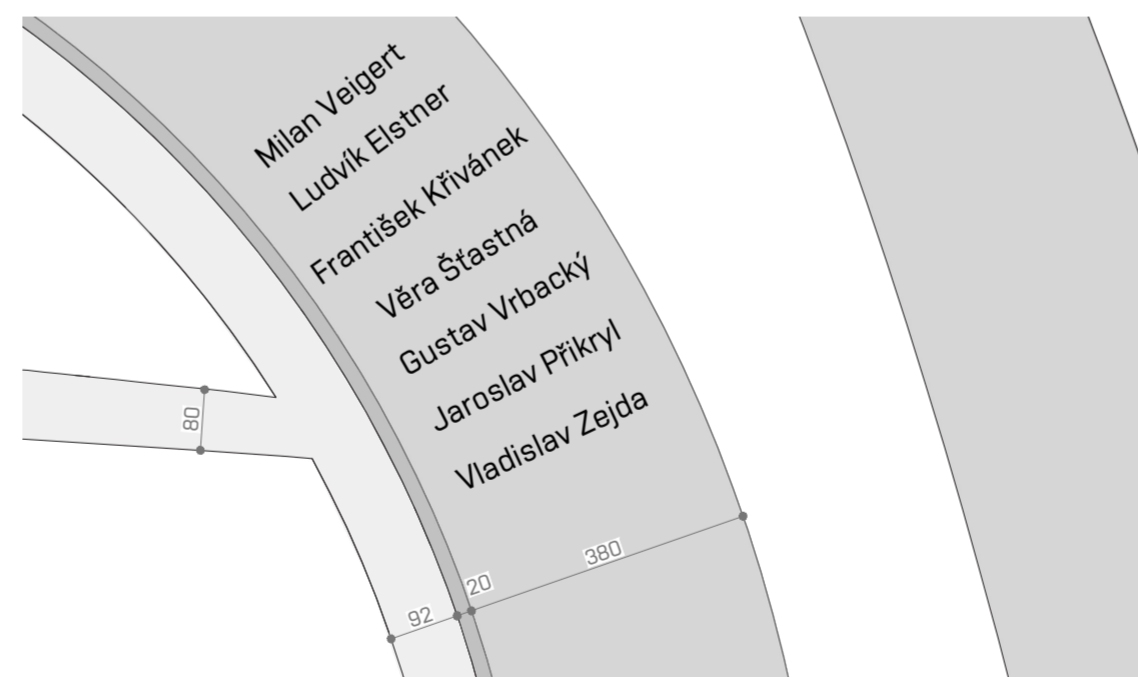 Milan Veigert
Ludvík Elstner
František Křivánek
Věra Šťastná
Gustav Vrbacký
Jaroslav Přikryl
Vladislav Zejda
80
380
20
92